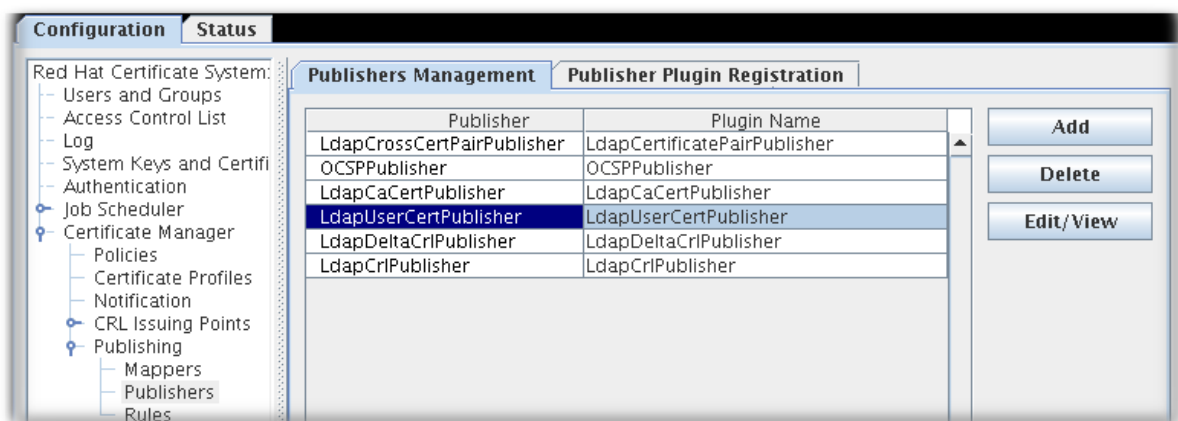 Configuration Status
Red Hat Certificate System:
Users and Groups
Access Control List
Log
System Keys and Certifi
Authentication
Job Scheduler
Certificate Manager
Policies
Certificate Profiles
Notification
CRL Issuing Points
Publishing
Mappers
Publishers
Rules
Publishers Management Publisher Plugin Registration
Publisher Plugin Name
LdapCrossCertPairPublisher LdapCertificatePairPublisher
OCSPPublisher OCSPPublisher
LdapCaCertPublisher LdapCaCertPublisher
LdapUserCertPublisher LdapUserCertPublisher
LdapDeltaCrlPublisher LdapDeltaCrlPublisher
LdapCrlPublisher LdapCrlPublisher
Add
Delete
Edit/View